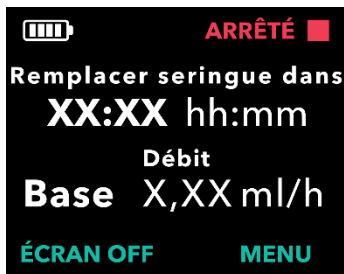 ARRÊTÉ
Remplacer seringue dans
XX:XX hh:mm
Débit
Base X,XX ml/h
ÉCRAN OFF MENU